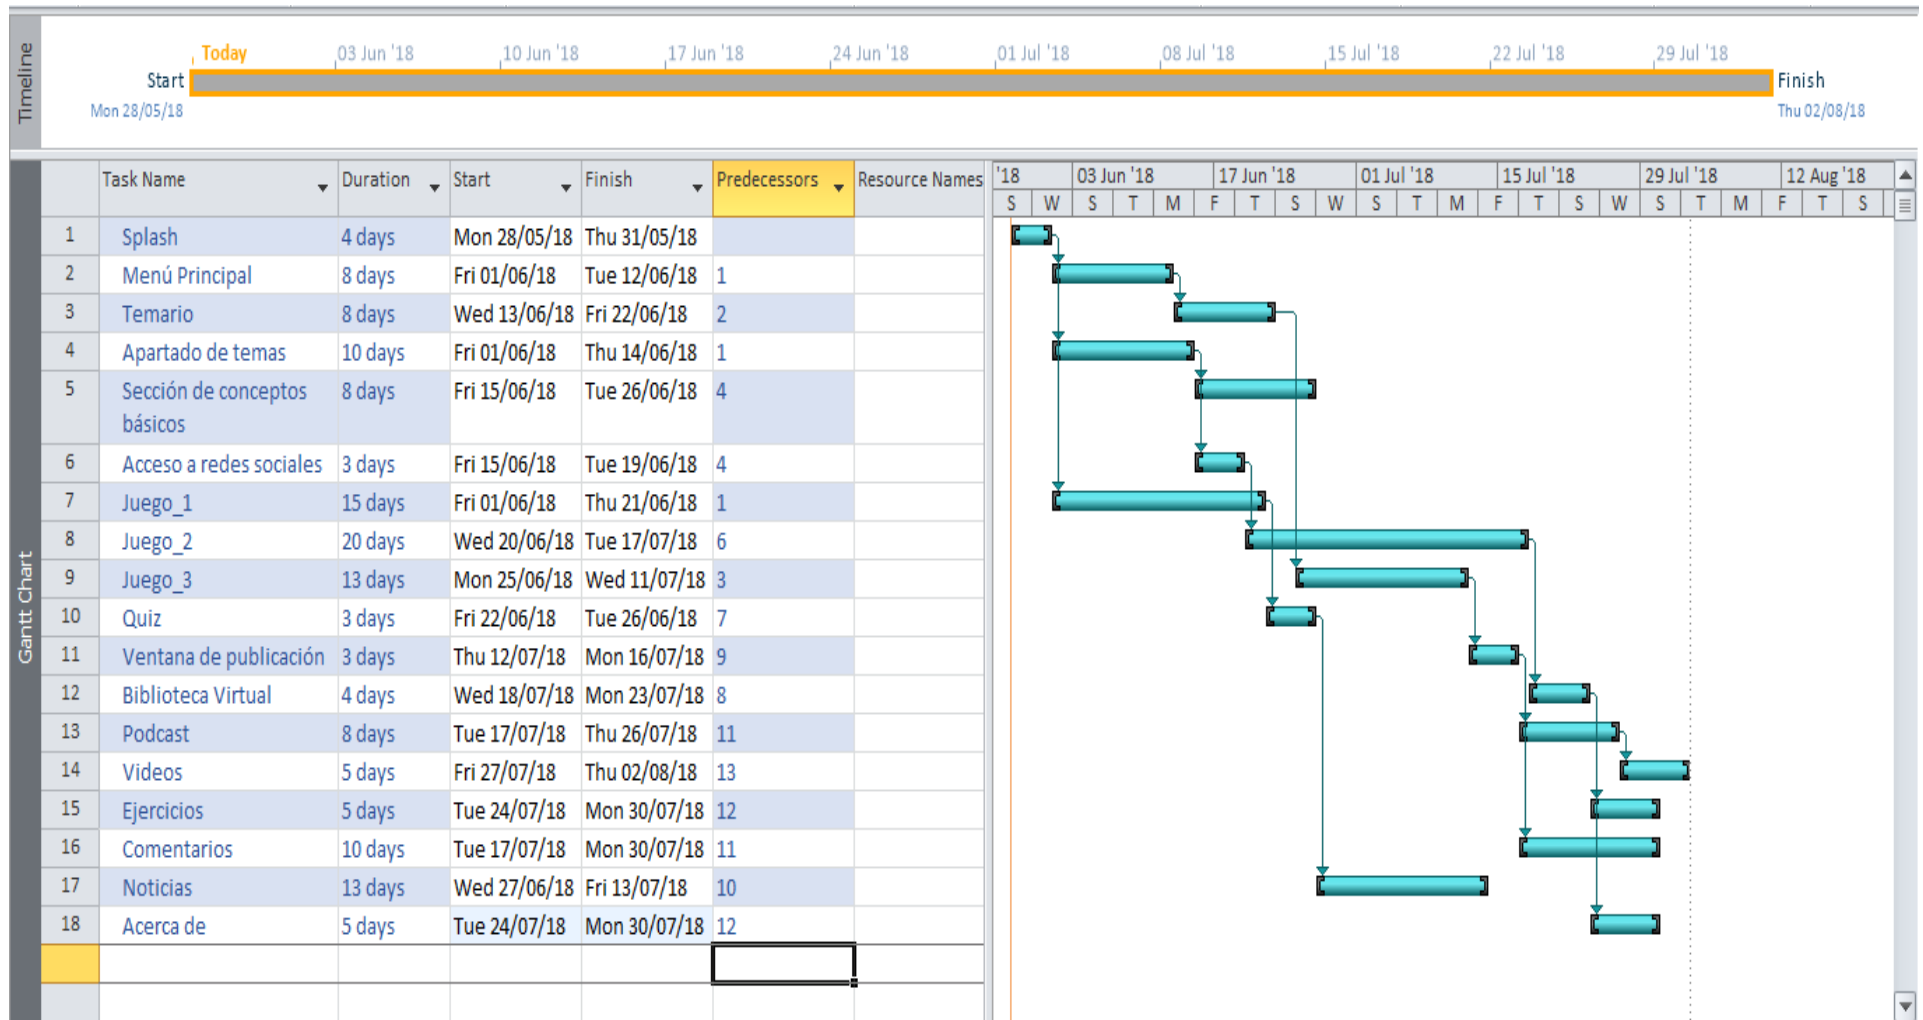 Timeline
Today 03 Jun '18 10 Jun '18 17 Jun '18 24 Jun '18 01 Jul '18 08 Jul '18 15 Jul '18 22 Jul '18 29 Jul '18
Start Finish
Mon 28/05/18 Thu 02/08/18
Gantt Chart
Task Name Duration Start Finish Predecessors Resource Names '18 03 Jun '18 17 Jun '18 01 Jul '18 15 Jul '18 29 Jul '18 12 Aug '18
S W S T M F T S W S T M F T S W S T M F T S
1 Splash 4 days Mon 28/05/18 Thu 31/05/18
2 Menú Principal 8 days Fri 01/06/18 Tue 12/06/18 1
3 Temario 8 days Wed 13/06/18 Fri 22/06/18 2
4 Apartado de temas 10 days Fri 01/06/18 Thu 14/06/18 1
5 Sección de conceptos 8 days Fri 15/06/18 Tue 26/06/18 4
básicos
6 Acceso a redes sociales 3 days Fri 15/06/18 Tue 19/06/18 4
7 Juego_1 15 days Fri 01/06/18 Thu 21/06/18 1
8 Juego_2 20 days Wed 20/06/18 Tue 17/07/18 6
9 Juego_3 13 days Mon 25/06/18 Wed 11/07/18 3
10 Quiz 3 days Fri 22/06/18 Tue 26/06/18 7
11 Ventana de publicación 3 days Thu 12/07/18 Mon 16/07/18 9
12 Biblioteca Virtual 4 days Wed 18/07/18 Mon 23/07/18 8
13 Podcast 8 days Tue 17/07/18 Thu 26/07/18 11
14 Videos 5 days Fri 27/07/18 Thu 02/08/18 13
15 Ejercicios 5 days Tue 24/07/18 Mon 30/07/18 12
16 Comentarios 10 days Tue 17/07/18 Mon 30/07/18 11
17 Noticias 13 days Wed 27/06/18 Fri 13/07/18 10
18 Acerca de 5 days Tue 24/07/18 Mon 30/07/18 12